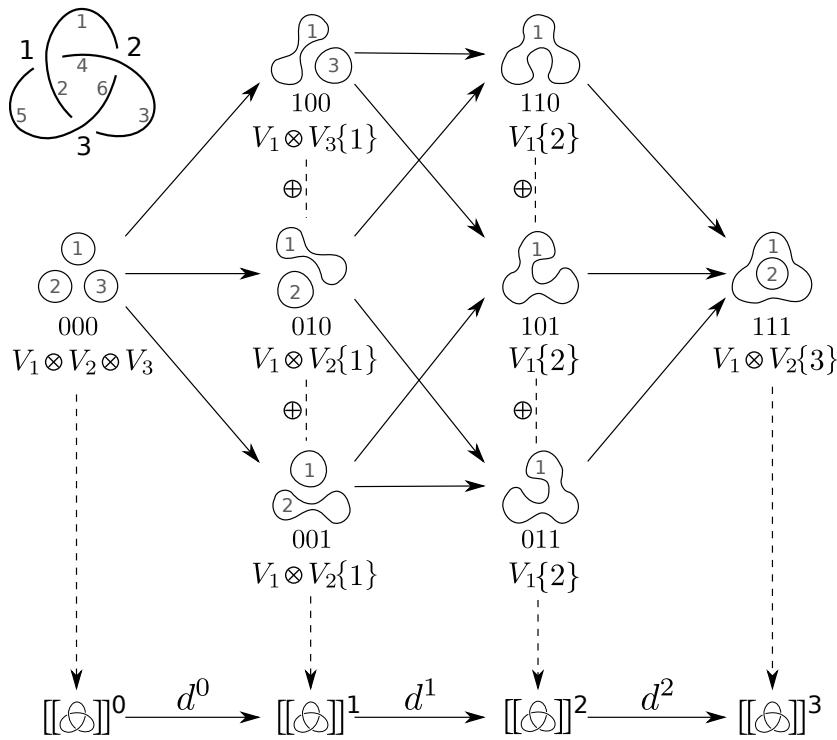 1 1 2
4
2 6
5 3
3
1
3
100
V₁ ⊗ V₃{1}
⊕
1
110
V₁{2}
⊕
1
2 3
000
V₁ ⊗ V₂ ⊗ V₃
1
2
010
V₁ ⊗ V₂{1}
⊕
1
101
V₁{2}
⊕
1
2
111
V₁ ⊗ V₂{3}
1
2
001
V₁ ⊗ V₂{1}
1
011
V₁{2}
[[ ]]⁰ d⁰ [[ ]]¹ d¹ [[ ]]² d² [[ ]]³